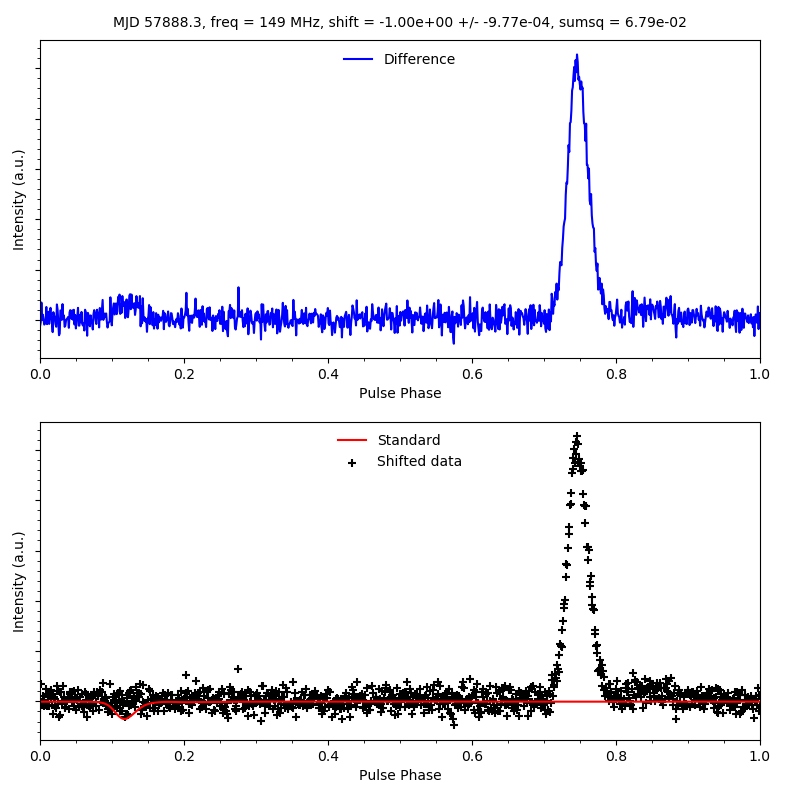 MJD 57888.3, freq = 149 MHz, shift = -1.00e+00 +/- -9.77e-04, sumsq = 6.79e-02
Difference
Intensity (a.u.)
0.0 0.2 0.4 0.6 0.8 1.0
Pulse Phase
Standard
Shifted data
Intensity (a.u.)
0.0 0.2 0.4 0.6 0.8 1.0
Pulse Phase